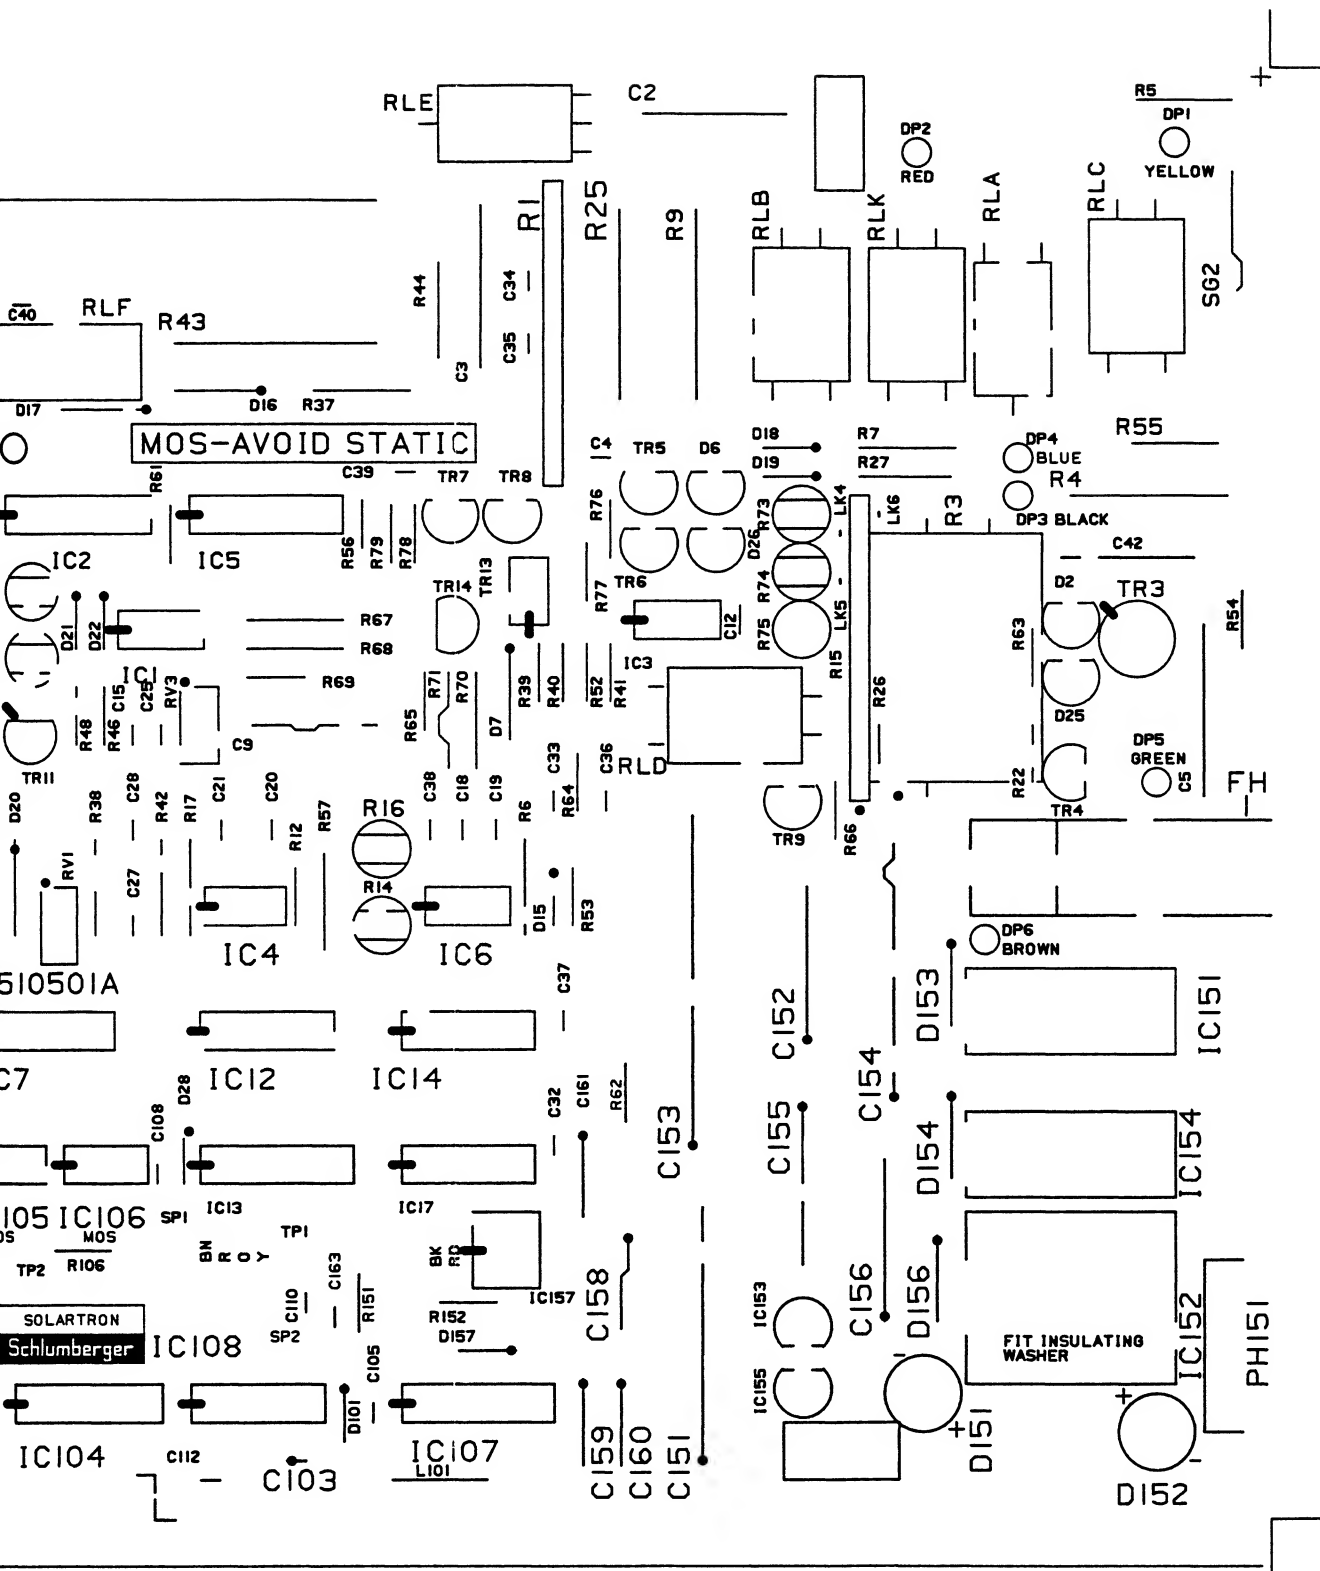 RLE
C2
R5
DP1
YELLOW
DP2
RED
RLB
RLK
RLA
RLC
SG2
R1
R25
R9
R44
C34
C35
C3
C40
RLF
R43
D17
D16
R37
MOS-AVOID STATIC
C4
TR5
D6
D18
R7
D19
R27
DP4
BLUE
R55
R4
DP3 BLACK
R61
C39
TR7
TR8
R76
R73
LK4
LK6
R3
IC2
IC5
R56
R79
R78
TR14
TR13
R77
TR6
D26
R74
C42
D2
TR3
R54
D21
D22
R67
R68
R69
IC1
IC3
C12
R75
LK5
R15
R63
C15
C25
RV3
R48
R46
C9
R71
R70
R65
D7
R39
R40
R52
R41
R26
D25
TR11
C33
C36
RLD
DP5
GREEN
C5
FH
D20
R38
C28
R42
R17
C21
C20
R12
R57
R16
C38
C18
C19
R6
R64
TR9
R66
R22
TR4
RV1
C27
R14
D15
R53
DP6
BROWN
IC4
IC6
510501A
C37
C152
D153
IC151
C7
IC12
IC14
C154
C108
D28
C32
C161
R62
C153
C155
D154
IC154
105
IC106
SP1
IC13
IC17
OS
MOS
TP1
BN
R
O
Y
BK
RD
TP2
R106
C163
C110
R151
R152
D157
IC157
C158
IC153
C156
D156
IC152
PH151
SOLARTRON
Schlumberger
IC108
SP2
C105
FIT INSULATING
WASHER
IC155
D101
IC104
C112
C103
IC107
L101
C159
C160
C151
D151
D152